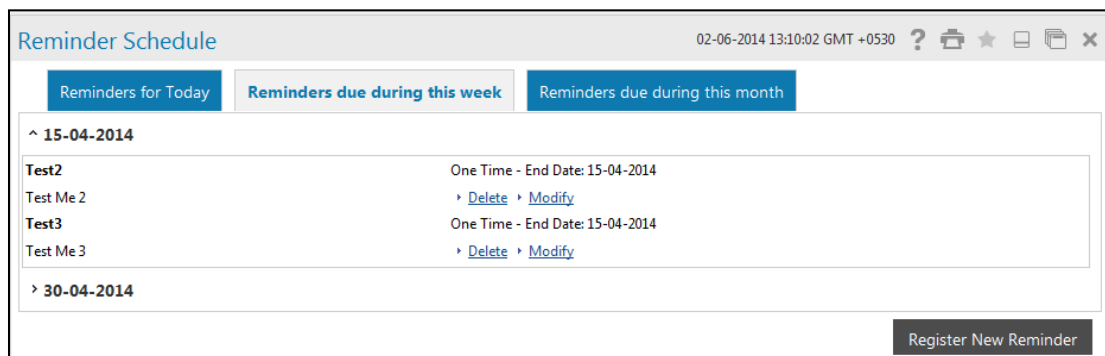 Reminder Schedule 02-06-2014 13:10:02 GMT +0530 ?
Reminders for Today Reminders due during this week Reminders due during this month
15-04-2014
Test2 One Time - End Date: 15-04-2014
Test Me 2 Delete Modify
Test3 One Time - End Date: 15-04-2014
Test Me 3 Delete Modify
30-04-2014
Register New Reminder